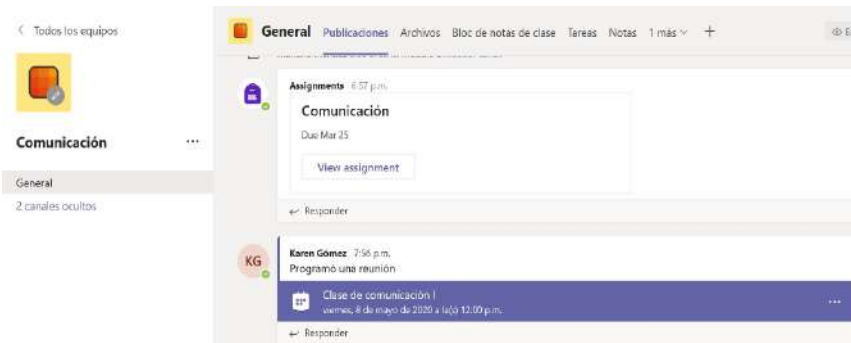 Todos los equipos
Comunicación
General
2 canales ocultos
General Publicaciones Archivos Bloc de notas de clase Tareas Notas 1 más
Assignments 6:57 p.m.
Comunicación
Due Mar 25
View assignment
Responder
KG
Karen Gómez 7:56 p.m.
Programó una reunión
Clase de comunicación I
viernes, 8 de mayo de 2020 a la(s) 12:00 p.m.
Responder